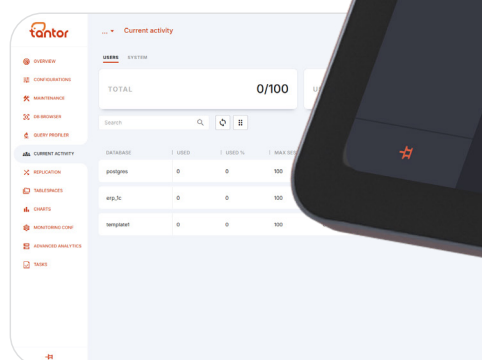 tantor
... Current activity
OVERVIEW
CONFIGURATIONS
MAINTENANCE
DB BROWSER
QUERY PROFILER
CURRENT ACTIVITY
REPLICATION
TABLESPACES
CHARTS
MONITORING CONF
ADVANCED ANALYTICS
TASKS
USERS SYSTEM
TOTAL 0/100
Search
DATABASE USED USED % MAX
postgres 0 0 100
erp_1c 0 0 100
template1 0 0 100